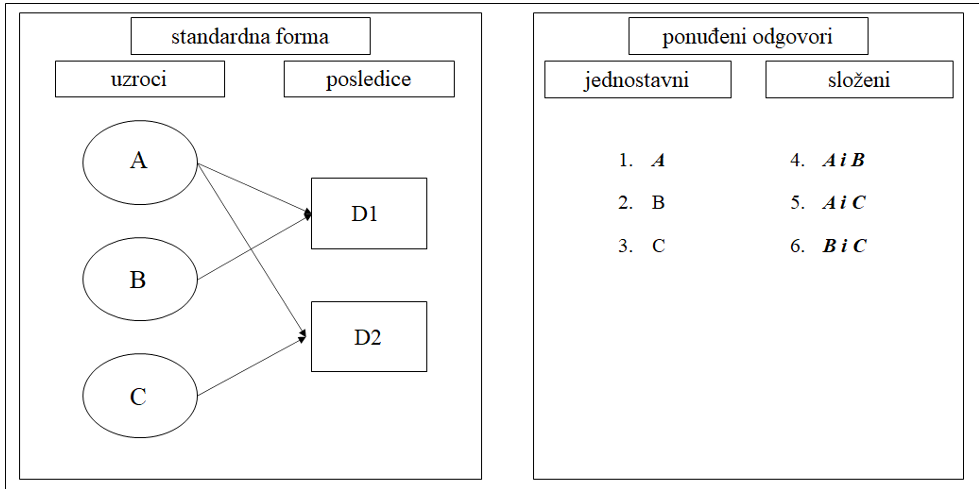 standardna forma
uzroci
posledice
A
B
C
D1
D2
ponuđeni odgovori
jednostavni
složeni
1. A
2. B
3. C
4. A i B
5. A i C
6. B i C